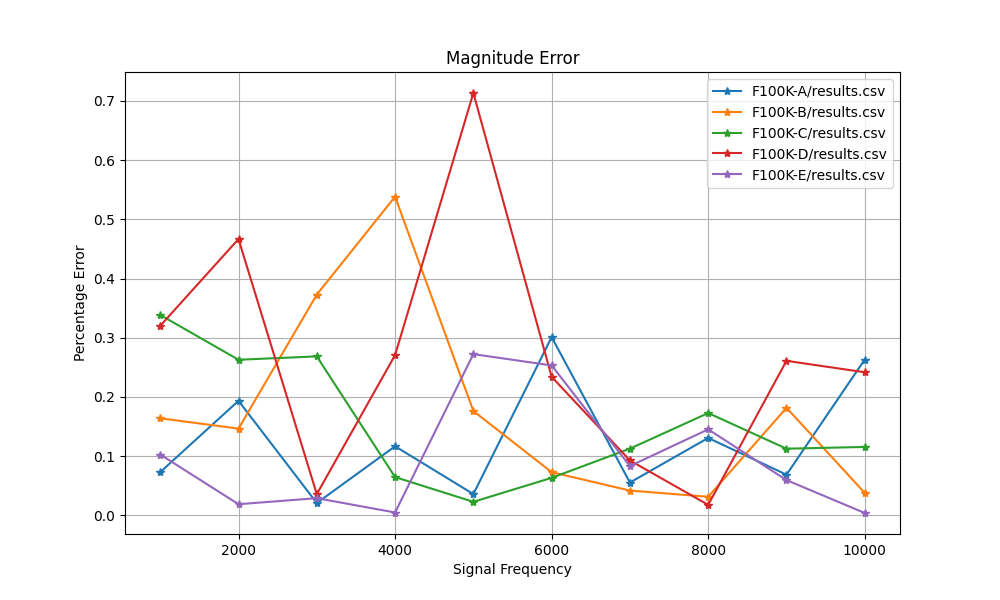 Magnitude Error
F100K-A/results.csv
F100K-B/results.csv
F100K-C/results.csv
F100K-D/results.csv
F100K-E/results.csv
Percentage Error
0.7
0.6
0.5
0.4
0.3
0.2
0.1
0.0
2000 4000 6000 8000 10000
Signal Frequency